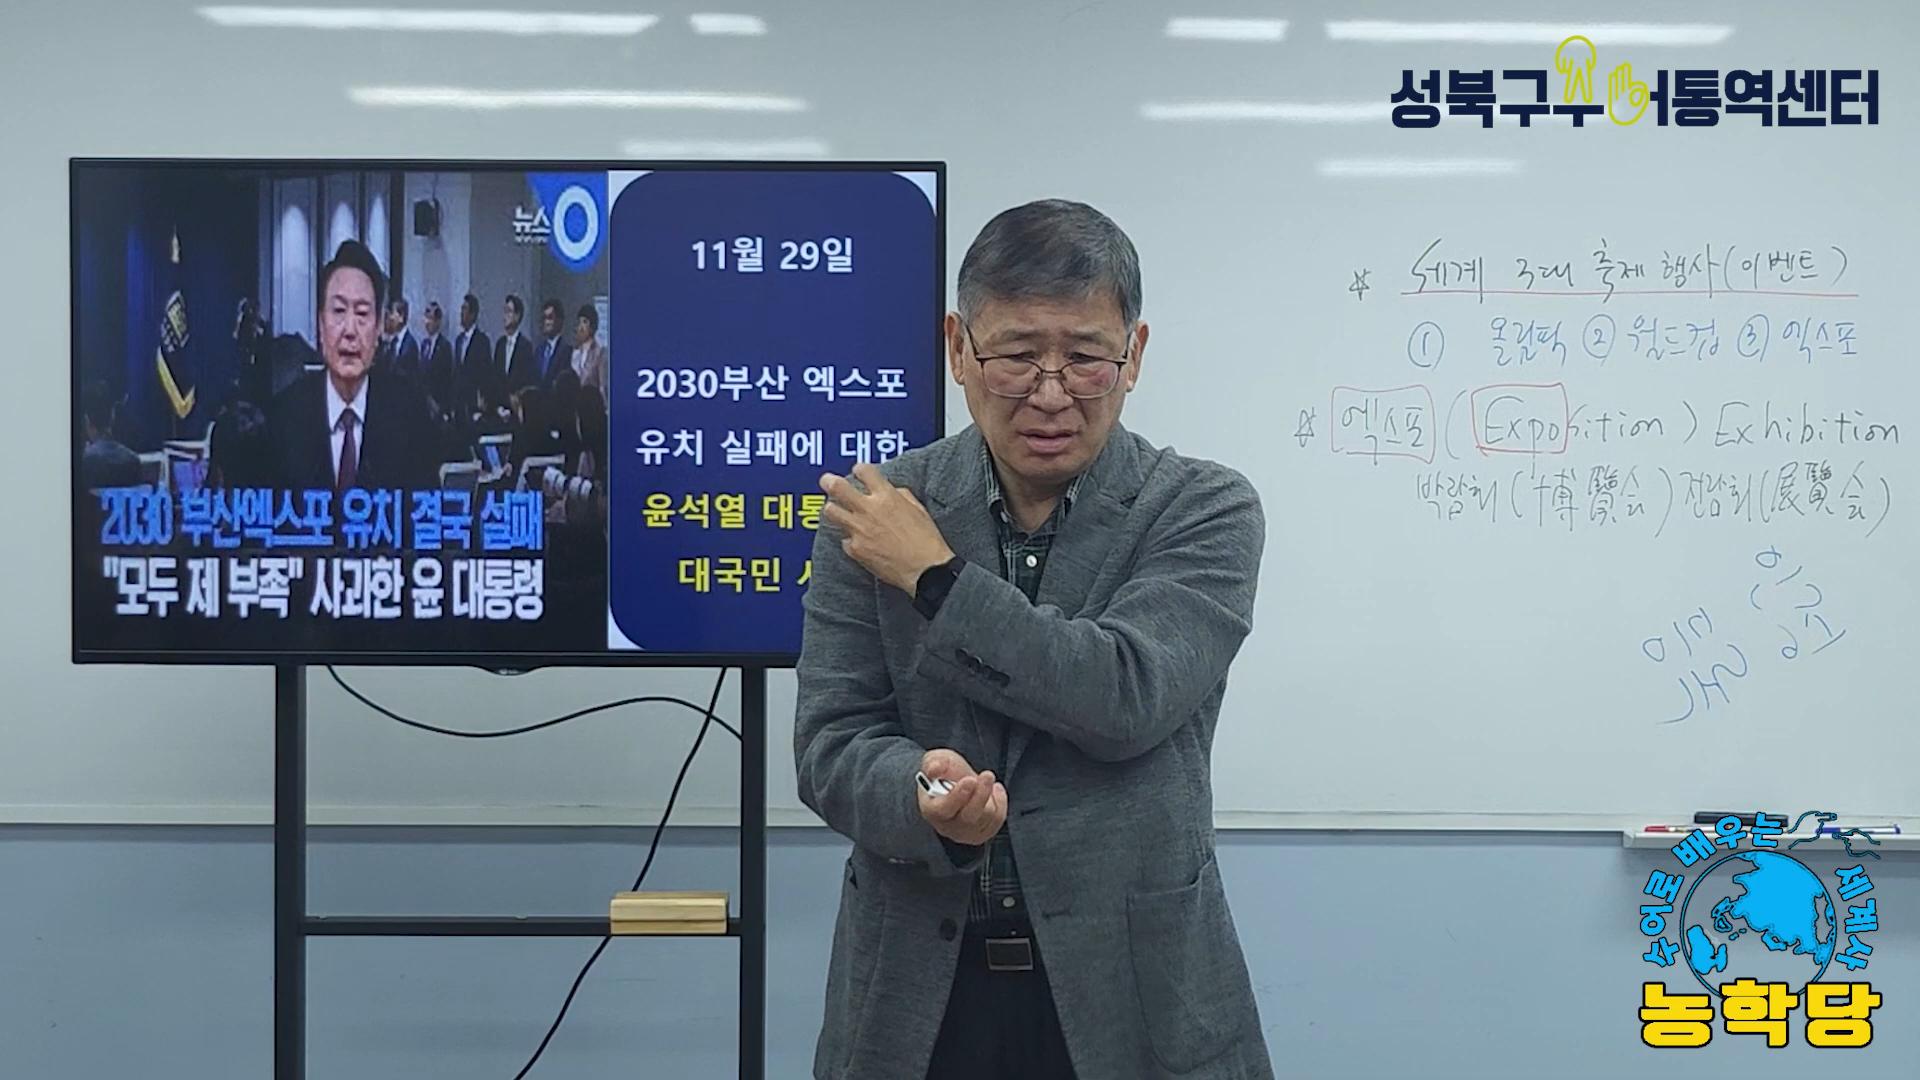 성북구수어통역센터
뉴스
11월 29일
2030부산 엑스포
유치 실패에 대한
윤석열 대통
대국민 사
2030 부산엑스포 유치 결국 실패
"모두 제 부족" 사과한 윤 대통령
세계 3대 축제 행사(이벤트)
① 올림픽 ② 월드컵 ③ 엑스포
엑스포 (Exposition) Exhibition
박람회(博覽会) 전람회(展覽会)
수어로 배우는 세계사
농학당